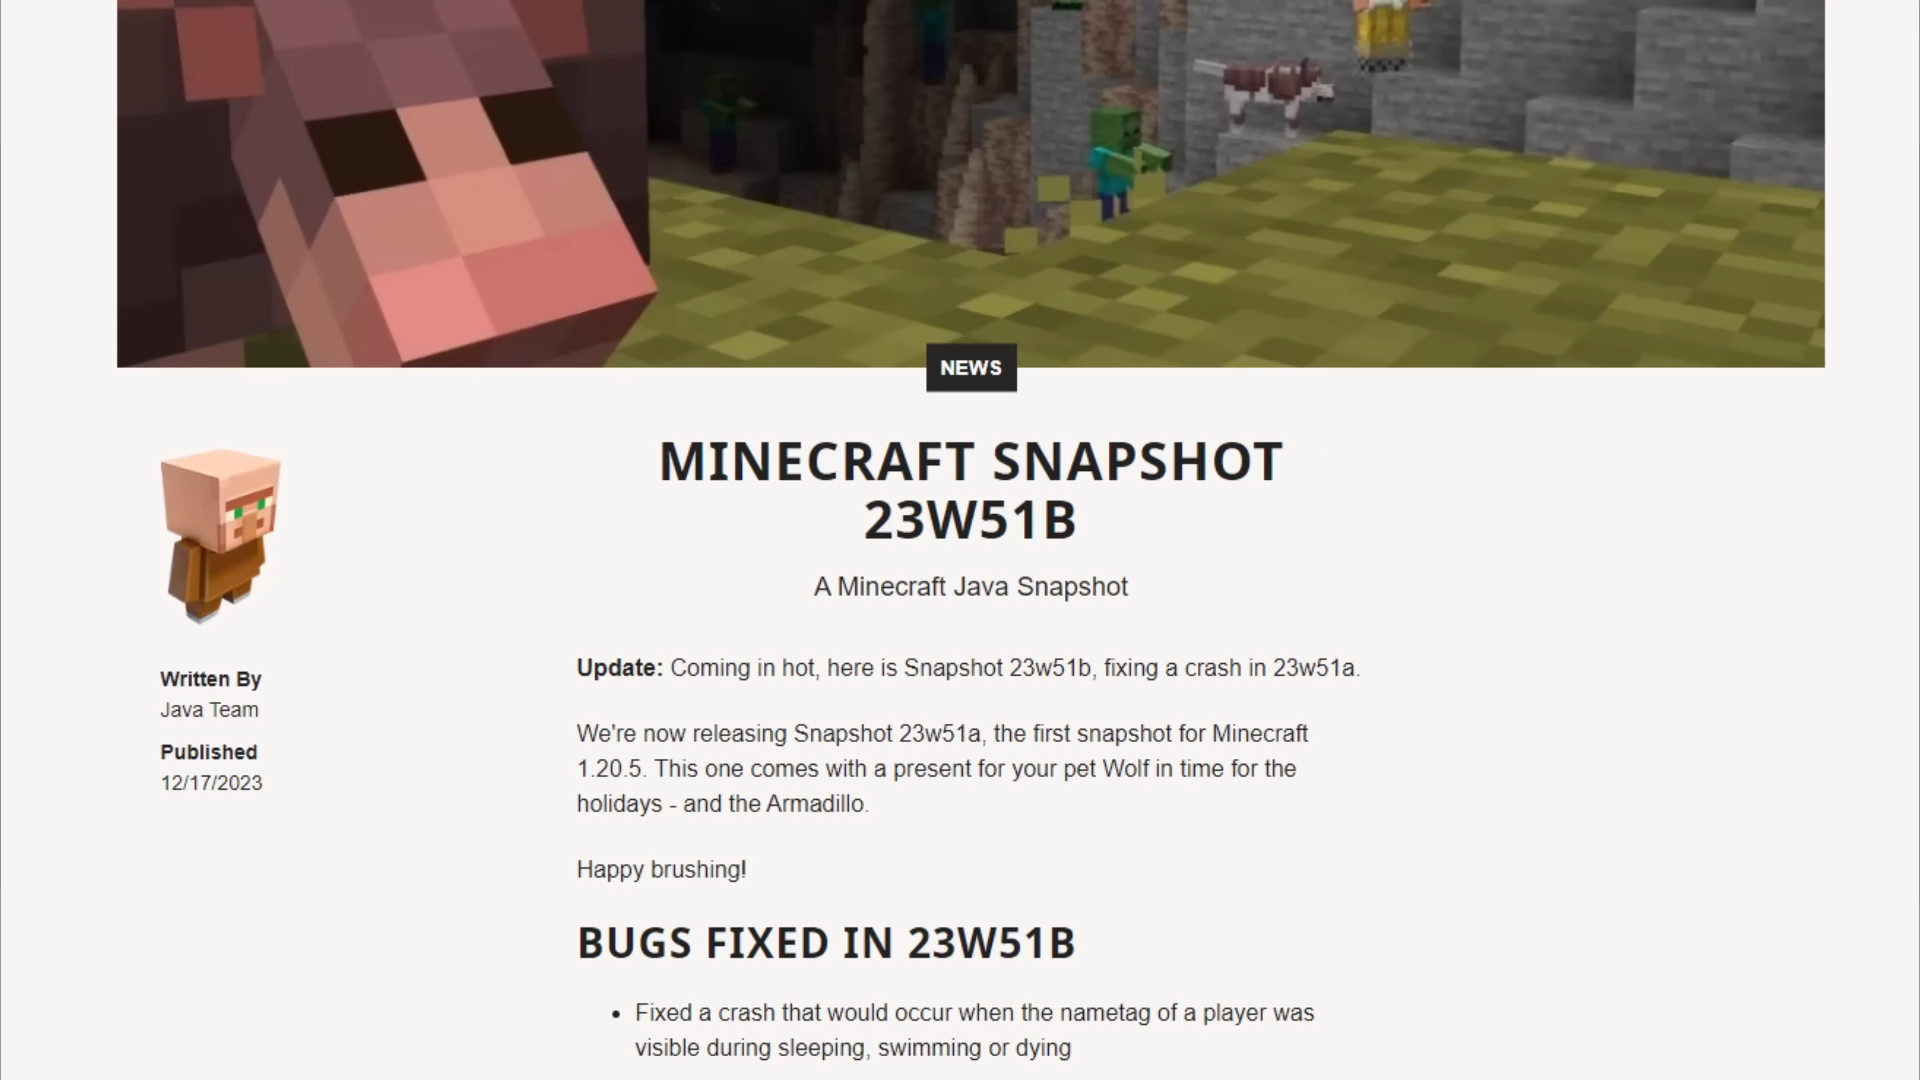 NEWS
MINECRAFT SNAPSHOT
23W51B
A Minecraft Java Snapshot
Written By
Java Team
Published
12/17/2023
Update: Coming in hot, here is Snapshot 23w51b, fixing a crash in 23w51a.
We're now releasing Snapshot 23w51a, the first snapshot for Minecraft
1.20.5. This one comes with a present for your pet Wolf in time for the
holidays - and the Armadillo.
Happy brushing!
BUGS FIXED IN 23W51B
• Fixed a crash that would occur when the nametag of a player was
visible during sleeping, swimming or dying